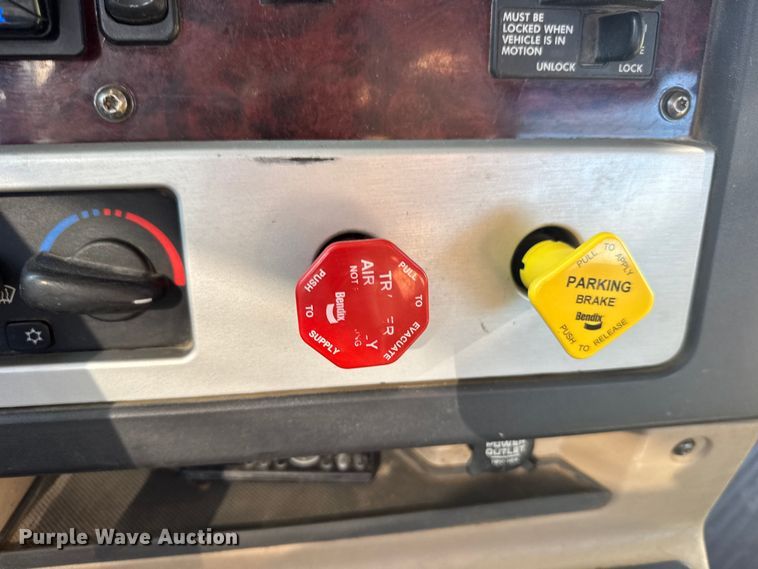 MUST BE
LOCKED WHEN
VEHICLE IS IN
MOTION
UNLOCK LOCK
PUSH
TO
SUPPLY
PULL
TO
EVACUATE
AIR
NOT
Bendix
PULL TO APPLY
PARKING
BRAKE
Bendix
PUSH TO RELEASE
POWER
OUTLET
Purple Wave Auction